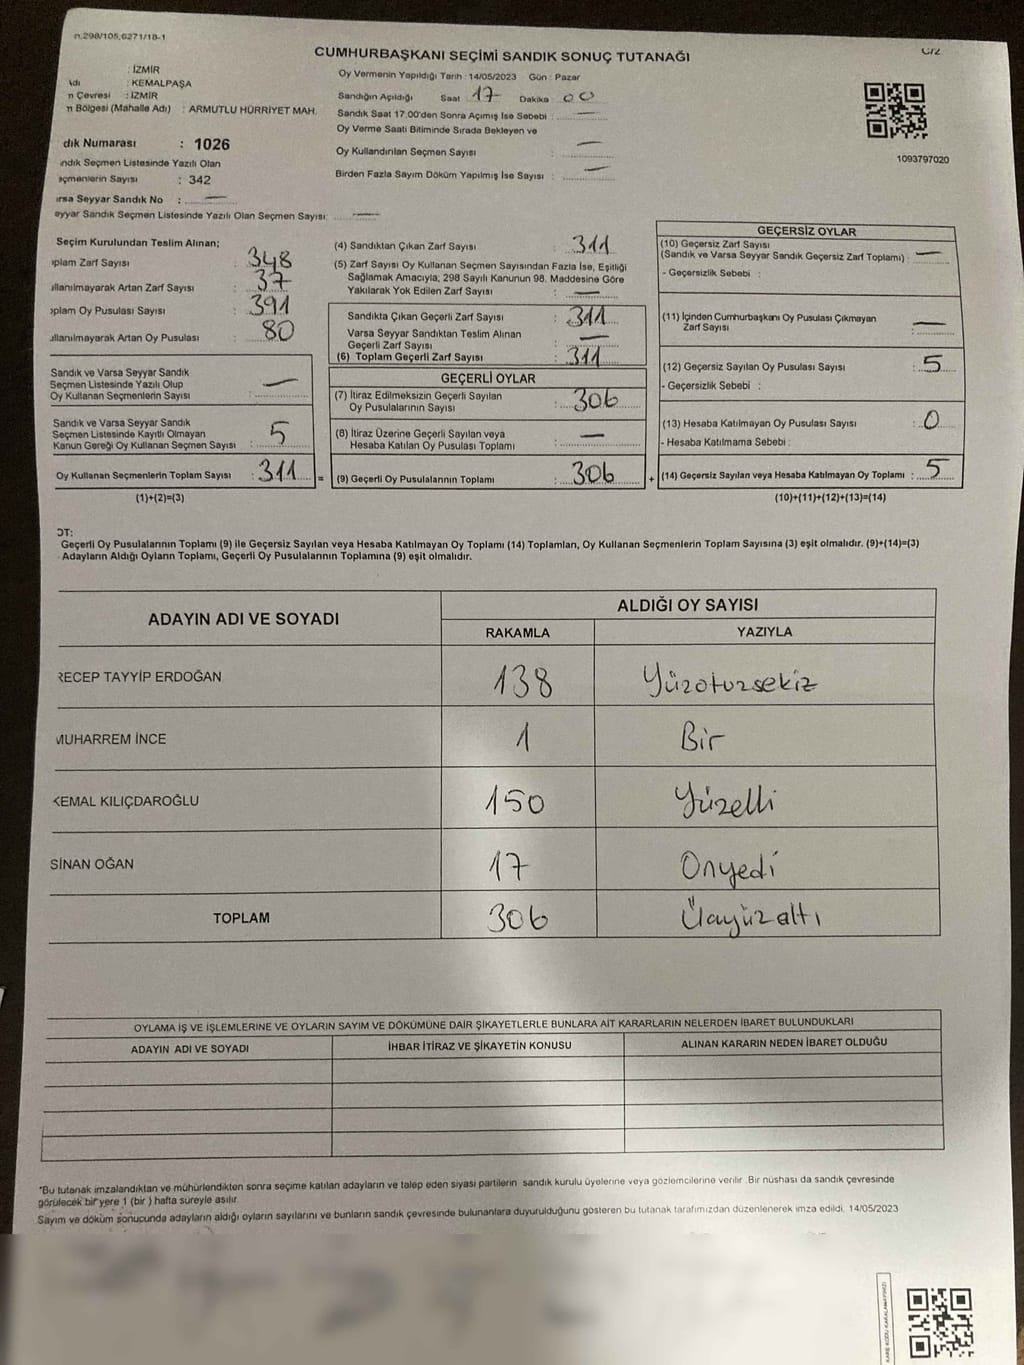 n.298/105,6271/18-1
C/2
CUMHURBAŞKANI SEÇİMİ SANDIK SONUÇ TUTANAĞI
: İZMİR
: KEMALPAŞA
n Çevresi : İZMİR
n Bölgesi (Mahalle Adı) : ARMUTLU HÜRRİYET MAH.
dık Numarası : 1026
ındık Seçmen Listesinde Yazılı Olan
eçmenlerin Sayısı : 342
ırsa Seyyar Sandık No : —
eyyar Sandık Seçmen Listesinde Yazılı Olan Seçmen Sayısı: —
Oy Vermenin Yapıldığı Tarih : 14/05/2023 Gün : Pazar
Sandığın Açıldığı Saat 17 Dakika 00
Sandık Saat 17.00'den Sonra Açımış İse Sebebi : —
Oy Verme Saati Bitiminde Sırada Bekleyen ve
Oy Kullandırılan Seçmen Sayısı : —
Birden Fazla Sayım Döküm Yapılmış İse Sayısı : —
1093797020
Seçim Kurulundan Teslim Alınan;
oplam Zarf Sayısı : 348
ullanılmayarak Artan Zarf Sayısı : 37
oplam Oy Pusulası Sayısı : 391
ullanılmayarak Artan Oy Pusulası : 80
Sandık ve Varsa Seyyar Sandık
Seçmen Listesinde Yazılı Olup
Oy Kullanan Seçmenlerin Sayısı : —
Sandık ve Varsa Seyyar Sandık
Seçmen Listesinde Kayıtlı Olmayan
Kanun Gereği Oy Kullanan Seçmen Sayısı : 5
Oy Kullanan Seçmenlerin Toplam Sayısı : 311 =
(1)+(2)=(3)
(4) Sandıktan Çıkan Zarf Sayısı : 311
(5) Zarf Sayısı Oy Kullanan Seçmen Sayısından Fazla İse, Eşitliği
Sağlamak Amacıyla; 298 Sayılı Kanunun 98. Maddesine Göre
Yakılarak Yok Edilen Zarf Sayısı : —
Sandıkta Çıkan Geçerli Zarf Sayısı : 311
Varsa Seyyar Sandıktan Teslim Alınan
Geçerli Zarf Sayısı : —
(6) Toplam Geçerli Zarf Sayısı : 311
GEÇERLİ OYLAR
(7) İtiraz Edilmeksizin Geçerli Sayılan
Oy Pusulalarının Sayısı : 306
(8) İtiraz Üzerine Geçerli Sayılan veya
Hesaba Katılan Oy Pusulası Toplamı : —
(9) Geçerli Oy Pusulalarının Toplamı : 306 +
GEÇERSİZ OYLAR
(10) Geçersiz Zarf Sayısı
(Sandık ve Varsa Seyyar Sandık Geçersiz Zarf Toplamı) : —
- Geçersizlik Sebebi :
(11) İçinden Cumhurbaşkanı Oy Pusulası Çıkmayan
Zarf Sayısı : —
(12) Geçersiz Sayılan Oy Pusulası Sayısı : 5
- Geçersizlik Sebebi :
(13) Hesaba Katılmayan Oy Pusulası Sayısı : 0
- Hesaba Katılmama Sebebi :
(14) Geçersiz Sayılan veya Hesaba Katılmayan Oy Toplamı : 5
(10)+(11)+(12)+(13)=(14)
OT:
Geçerli Oy Pusulalarının Toplamı (9) ile Geçersiz Sayılan veya Hesaba Katılmayan Oy Toplamı (14) Toplamları, Oy Kullanan Seçmenlerin Toplam Sayısına (3) eşit olmalıdır. (9)+(14)=(3)
Adayların Aldığı Oyların Toplamı, Geçerli Oy Pusulalarının Toplamına (9) eşit olmalıdır.
ADAYIN ADI VE SOYADI
ALDIĞI OY SAYISI
RAKAMLA YAZIYLA
RECEP TAYYİP ERDOĞAN 138 Yüzotuzsekiz
MUHARREM İNCE 1 Bir
KEMAL KILIÇDAROĞLU 150 Yüzelli
SİNAN OĞAN 17 Onyedi
TOPLAM 306 Üçyüzaltı
OYLAMA İŞ VE İŞLEMLERİNE VE OYLARIN SAYIM VE DÖKÜMÜNE DAİR ŞİKAYETLERLE BUNLARA AİT KARARLARIN NELERDEN İBARET BULUNDUKLARI
ADAYIN ADI VE SOYADI İHBAR İTİRAZ VE ŞİKAYETİN KONUSU ALINAN KARARIN NEDEN İBARET OLDUĞU
*Bu tutanak imzalandıktan ve mühürlendikten sonra seçime katılan adayların ve talep eden siyasi partilerin sandık kurulu üyelerine veya gözlemcilerine verilir. Bir nüshası da sandık çevresinde
görülecek bir yere 1 (bir ) hafta süreyle asılır.
Sayım ve döküm sonucunda adayların aldığı oyların sayılarını ve bunların sandık çevresinde bulunanlara duyurulduğunu gösteren bu tutanak tarafımızdan düzenlenerek imza edildi. 14/05/2023